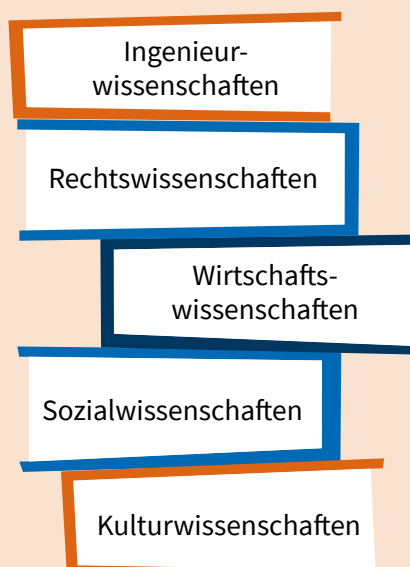 Ingenieur-
wissenschaften
Rechtswissenschaften
Wirtschafts-
wissenschaften
Sozialwissenschaften
Kulturwissenschaften